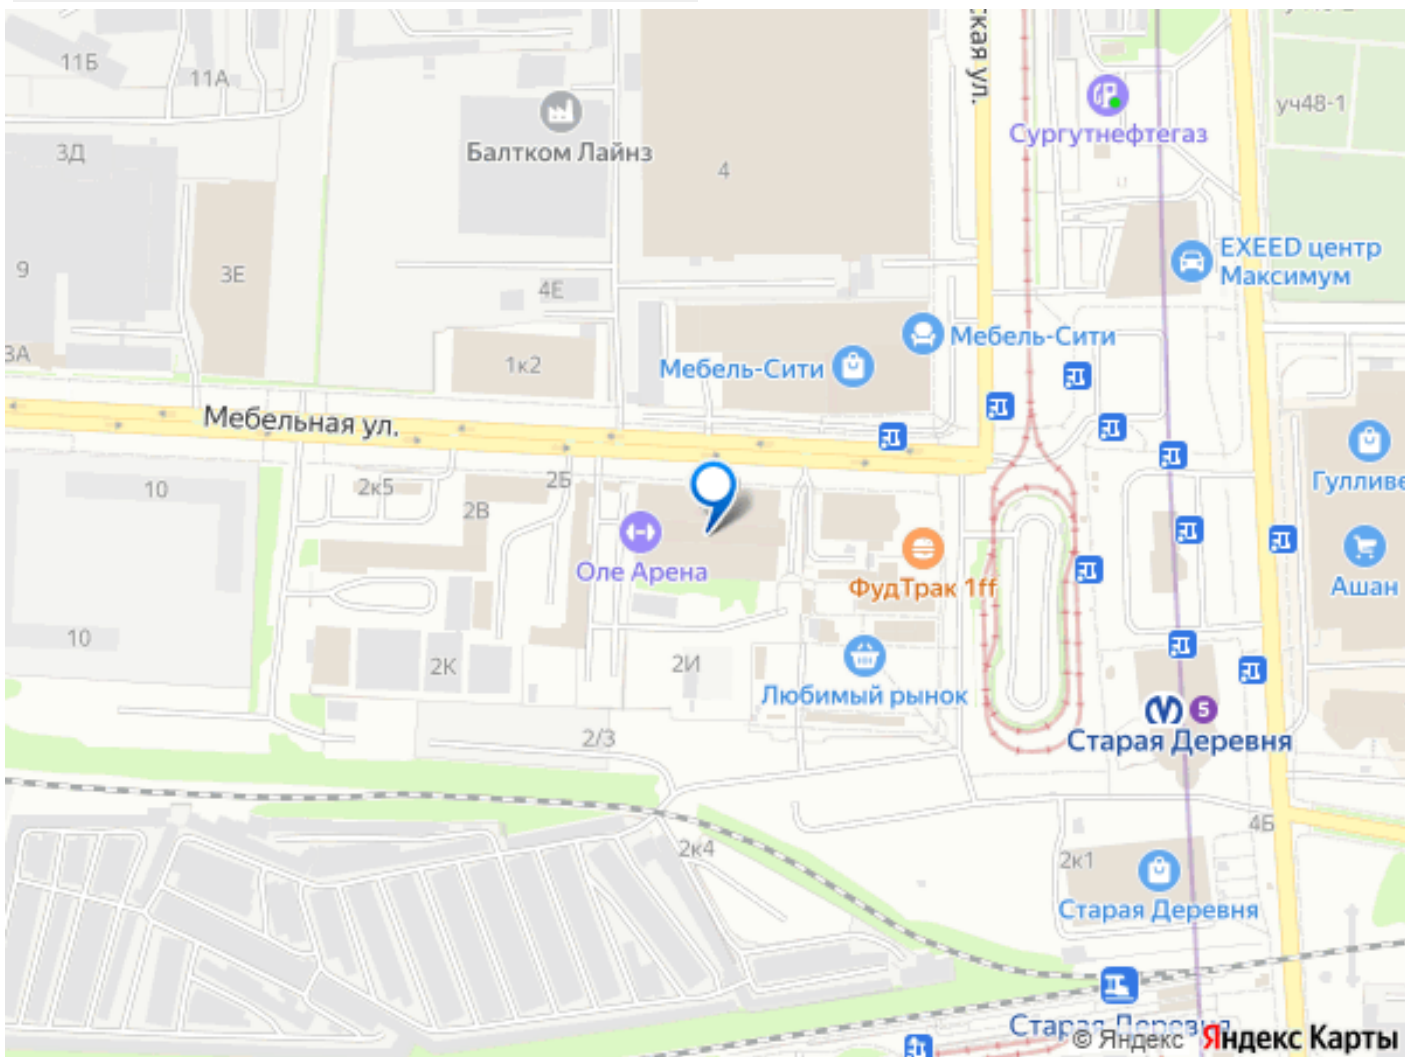 11Б
11А
ская ул.
уч48-1
Сургутнефтегаз
Балтком Лайнз
3Д
4
EXEED центр
Максимум
9
3Е
4Е
Мебель-Сити
Мебель-Сити
3А
1к2
Мебельная ул.
Гулливе
10
2к5
2Б
2В
Оле Арена
ФудТрак 1ff
Ашан
10
2К
2И
Любимый рынок
5
Старая Деревня
2/3
4Б
2к4
2к1
Старая Деревня
Старая Деревня
© Яндекс Яндекс Карты